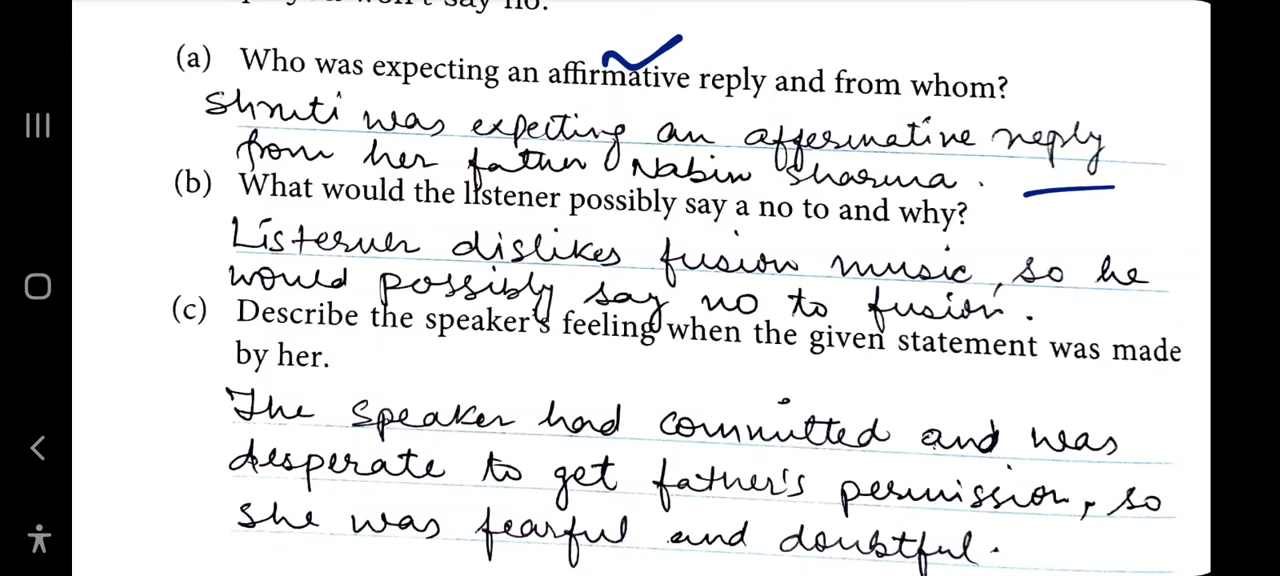 (a) Who was expecting an affirmative reply and from whom?
Shruti was expecting an affermative reply
from her father Nabin Sharma.
(b) What would the listener possibly say a no to and why?
Listerner dislikes fusion music, so he
would possibly say no to fusion.
(c) Describe the speaker's feeling when the given statement was made
by her.
The speaker had committed and was
desperate to get father's permission, so
she was fearful and doubtful.